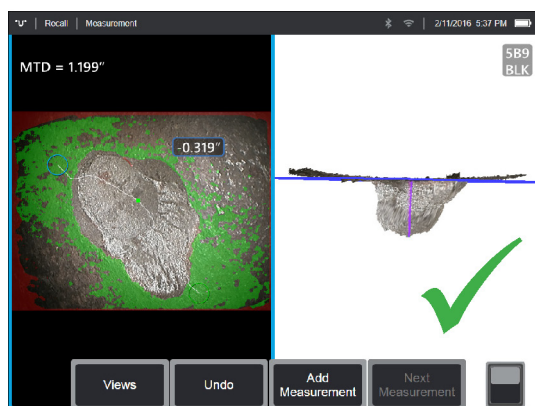 Recall | Measurement
2/11/2016 5:37 PM
MTD = 1.199"
5B9
BLK
-0.319"
Views
Undo
Add
Measurement
Next
Measurement